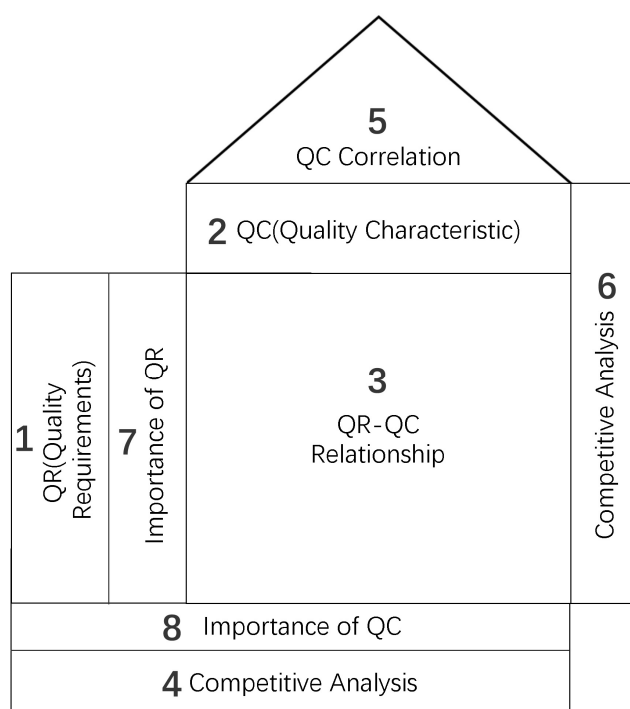 5
QC Correlation
2 QC(Quality Characteristic)
1
QR(Quality
Requirements)
7 Importance of QR
3
QR-QC
Relationship
6
Competitive Analysis
8 Importance of QC
4 Competitive Analysis